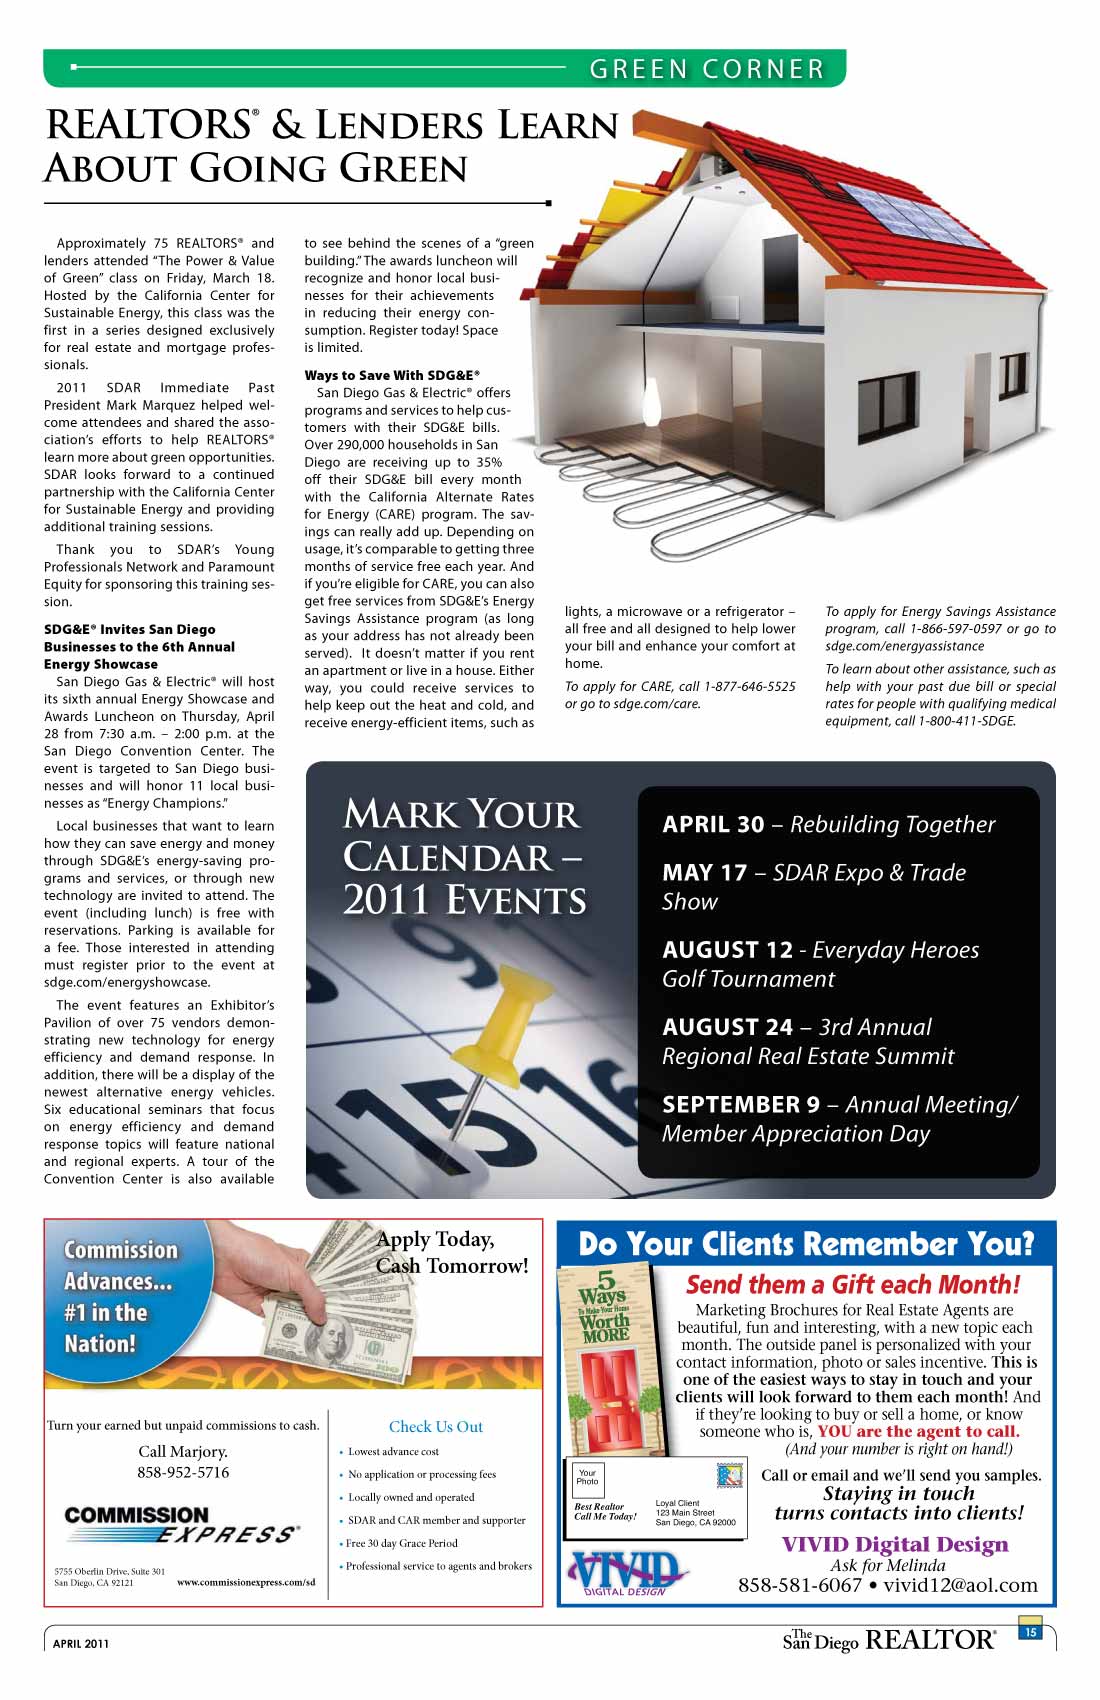 GREEN CORNER
REALTORS® & LENDERS LEARN
ABOUT GOING GREEN
Approximately 75 REALTORS® and
lenders attended “The Power & Value
of Green” class on Friday, March 18.
Hosted by the California Center for
Sustainable Energy, this class was the
first in a series designed exclusively
for real estate and mortgage profes-
sionals.
2011 SDAR Immediate Past
President Mark Marquez helped wel-
come attendees and shared the asso-
ciation’s efforts to help REALTORS®
learn more about green opportunities.
SDAR looks forward to a continued
partnership with the California Center
for Sustainable Energy and providing
additional training sessions.
Thank you to SDAR’s Young
Professionals Network and Paramount
Equity for sponsoring this training ses-
sion.
SDG&E® Invites San Diego
Businesses to the 6th Annual
Energy Showcase
San Diego Gas & Electric® will host
its sixth annual Energy Showcase and
Awards Luncheon on Thursday, April
28 from 7:30 a.m. – 2:00 p.m. at the
San Diego Convention Center. The
event is targeted to San Diego busi-
nesses and will honor 11 local busi-
nesses as “Energy Champions.”
Local businesses that want to learn
how they can save energy and money
through SDG&E’s energy-saving pro-
grams and services, or through new
technology are invited to attend. The
event (including lunch) is free with
reservations. Parking is available for
a fee. Those interested in attending
must register prior to the event at
sdge.com/energyshowcase.
The event features an Exhibitor’s
Pavilion of over 75 vendors demon-
strating new technology for energy
efficiency and demand response. In
addition, there will be a display of the
newest alternative energy vehicles.
Six educational seminars that focus
on energy efficiency and demand
response topics will feature national
and regional experts. A tour of the
Convention Center is also available
to see behind the scenes of a “green
building.” The awards luncheon will
recognize and honor local busi-
nesses for their achievements
in reducing their energy con-
sumption. Register today! Space
is limited.
Ways to Save With SDG&E®
San Diego Gas & Electric® offers
programs and services to help cus-
tomers with their SDG&E bills.
Over 290,000 households in San
Diego are receiving up to 35%
off their SDG&E bill every month
with the California Alternate Rates
for Energy (CARE) program. The sav-
ings can really add up. Depending on
usage, it’s comparable to getting three
months of service free each year. And
if you’re eligible for CARE, you can also
get free services from SDG&E’s Energy
Savings Assistance program (as long
as your address has not already been
served). It doesn’t matter if you rent
an apartment or live in a house. Either
way, you could receive services to
help keep out the heat and cold, and
receive energy-efficient items, such as
lights, a microwave or a refrigerator –
all free and all designed to help lower
your bill and enhance your comfort at
home.
To apply for CARE, call 1-877-646-5525
or go to sdge.com/care.
To apply for Energy Savings Assistance
program, call 1-866-597-0597 or go to
sdge.com/energyassistance
To learn about other assistance, such as
help with your past due bill or special
rates for people with qualifying medical
equipment, call 1-800-411-SDGE.
MARK YOUR
CALENDAR –
2011 EVENTS
9
8
15
16
APRIL 30 – Rebuilding Together
MAY 17 – SDAR Expo & Trade
Show
AUGUST 12 - Everyday Heroes
Golf Tournament
AUGUST 24 – 3rd Annual
Regional Real Estate Summit
SEPTEMBER 9 – Annual Meeting/
Member Appreciation Day
Commission
Advances...
#1 in the
Nation!
Apply Today,
Cash Tomorrow!
100
Turn your earned but unpaid commissions to cash.
Call Marjory.
858-952-5716
COMMISSION
EXPRESS®
5755 Oberlin Drive, Suite 301
San Diego, CA 92121
www.commissionexpress.com/sd
Check Us Out
• Lowest advance cost
• No application or processing fees
• Locally owned and operated
• SDAR and CAR member and supporter
• Free 30 day Grace Period
• Professional service to agents and brokers
Do Your Clients Remember You?
5
Ways
To Make Your Home
Worth
MORE
Send them a Gift each Month!
Marketing Brochures for Real Estate Agents are
beautiful, fun and interesting, with a new topic each
month. The outside panel is personalized with your
contact information, photo or sales incentive. This is
one of the easiest ways to stay in touch and your
clients will look forward to them each month! And
if they’re looking to buy or sell a home, or know
someone who is, YOU are the agent to call.
(And your number is right on hand!)
Your
Photo
Best Realtor
Call Me Today!
Loyal Client
123 Main Street
San Diego, CA 92000
Call or email and we’ll send you samples.
Staying in touch
turns contacts into clients!
VIVID
DIGITAL DESIGN
VIVID Digital Design
Ask for Melinda
858-581-6067 • vivid12@aol.com
APRIL 2011
The San Diego REALTOR®
15